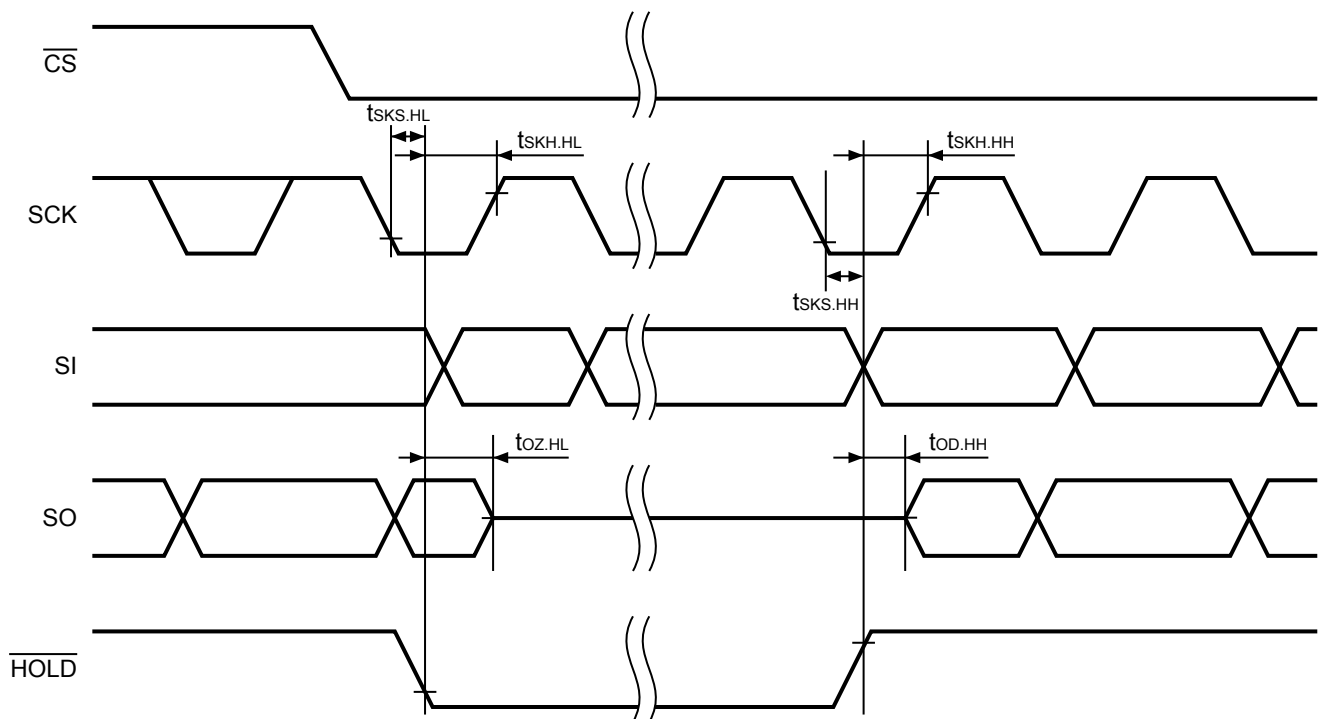 CS
tSKS.HL
tSKH.HL
tSKH.HH
SCK
tSKS.HH
SI
tOZ.HL
tOD.HH
SO
HOLD